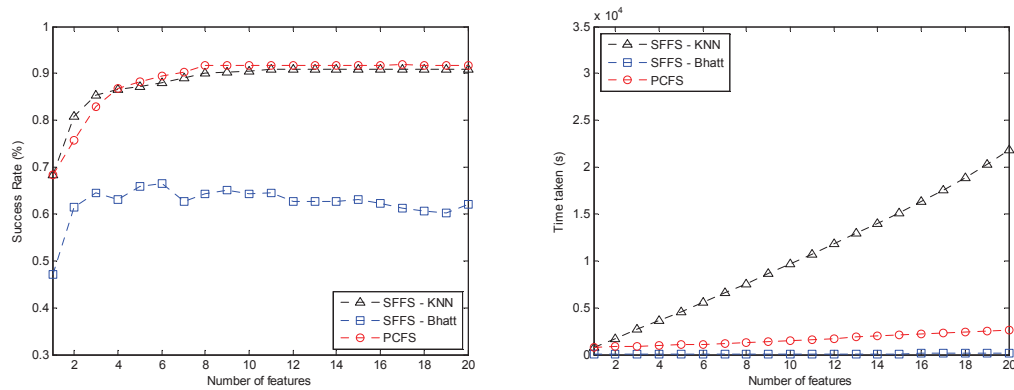 1
0.9
0.8
0.7
0.6
0.5
0.4
0.3
Success Rate (%)
2 4 6 8 10 12 14 16 18 20
Number of features
SFFS - KNN
SFFS - Bhatt
PCFS
x 10^4
3.5
3
2.5
2
1.5
1
0.5
0
Time taken (s)
2 4 6 8 10 12 14 16 18 20
Number of features
SFFS - KNN
SFFS - Bhatt
PCFS